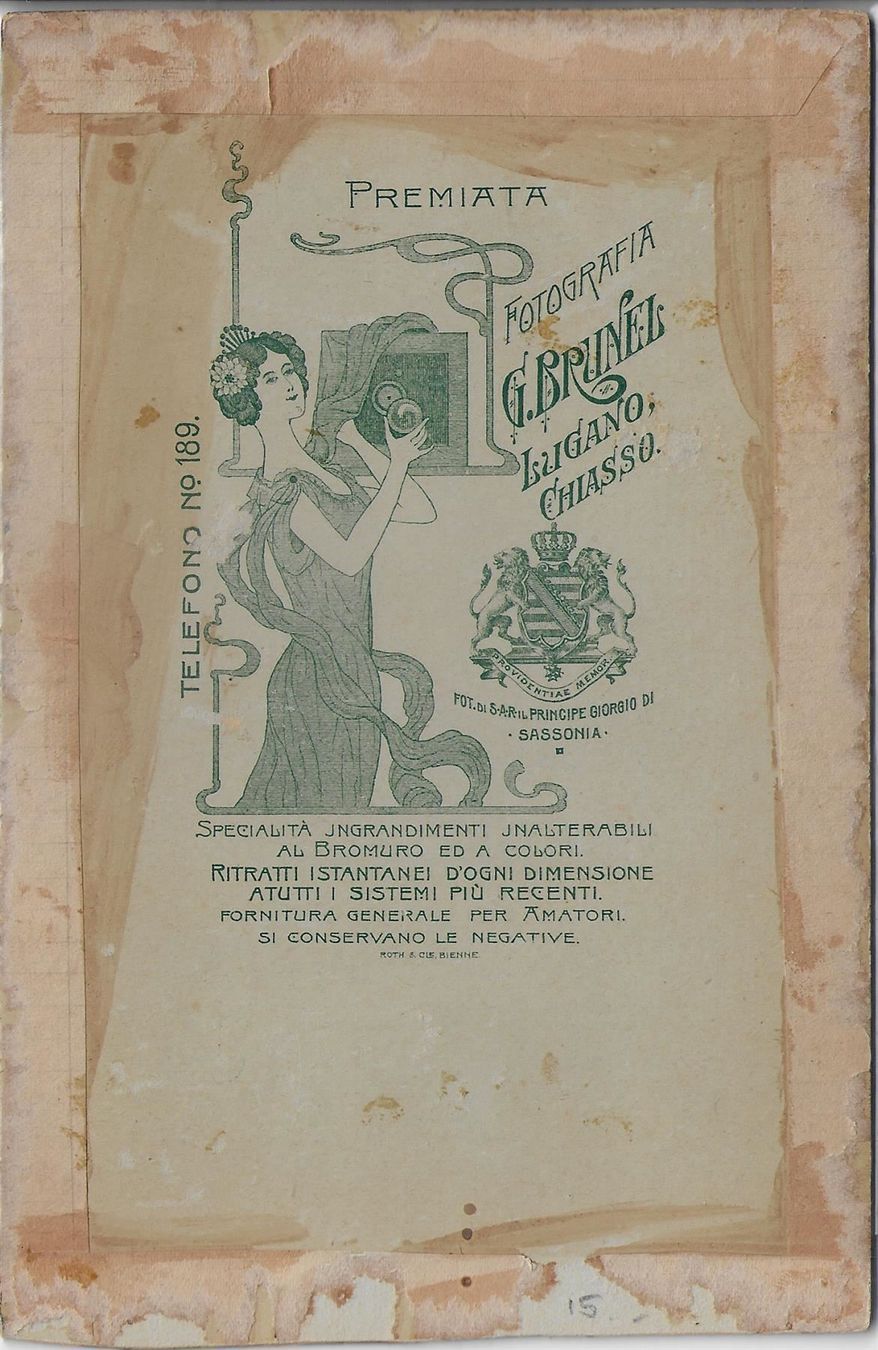 PREMIATA
FOTOGRAFIA
G. BRUNEL
LUGANO,
CHIASSO.
TELEFONO No 189.
PROVIDENTIAE MEMOR
FOT. DI S.A.R. IL PRINCIPE GIORGIO DI
· SASSONIA ·
SPECIALITÀ JNGRANDIMENTI JNALTERABILI
AL BROMURO ED A COLORI.
RITRATTI ISTANTANEI D'OGNI DIMENSIONE
ATUTTI I SISTEMI PIÙ RECENTI.
FORNITURA GENERALE PER AMATORI.
SI CONSERVANO LE NEGATIVE.
ROTH & CIE, BIENNE.
15